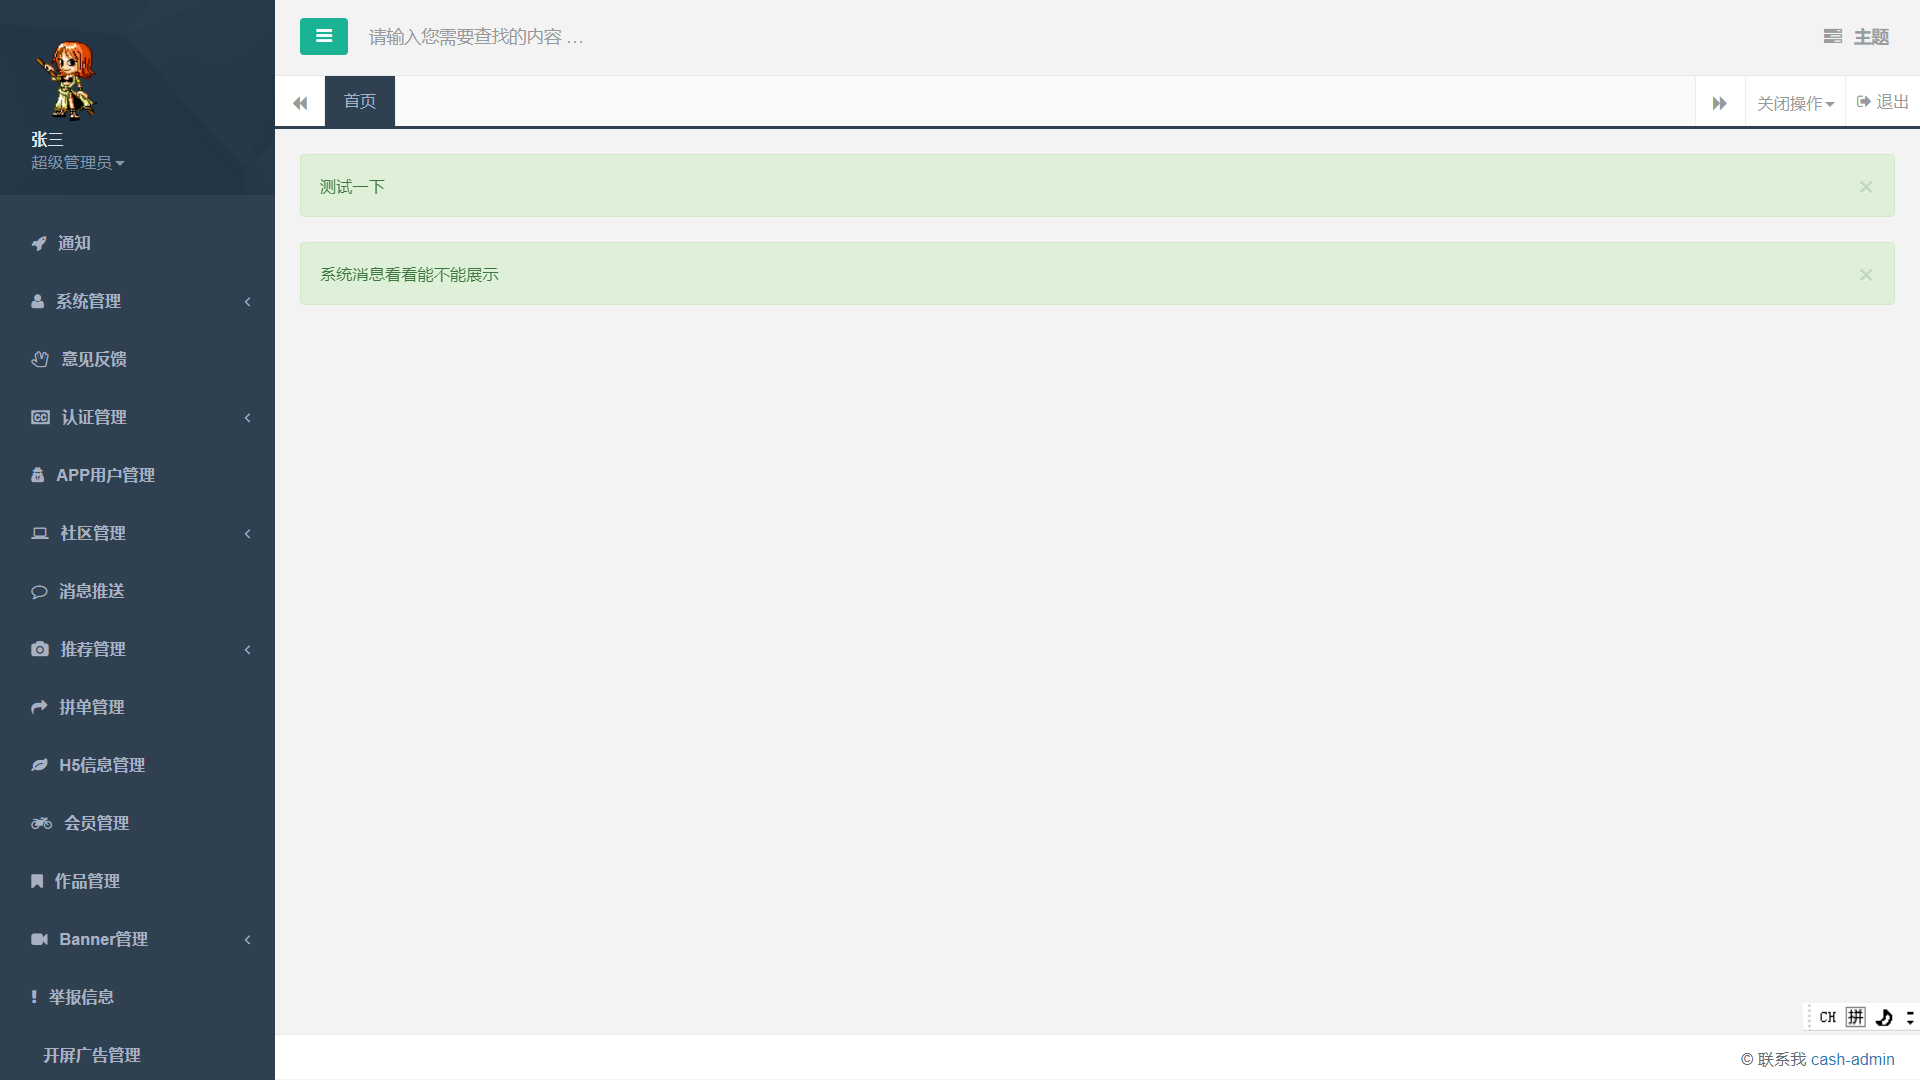 张三
超级管理员
通知
系统管理
意见反馈
认证管理
APP用户管理
社区管理
消息推送
推荐管理
拼单管理
H5信息管理
会员管理
作品管理
Banner管理
举报信息
开屏广告管理
请输入您需要查找的内容 …
主题
首页
关闭操作
退出
测试一下
×
系统消息看看能不能展示
×
CH 拼
© 联系我 cash-admin